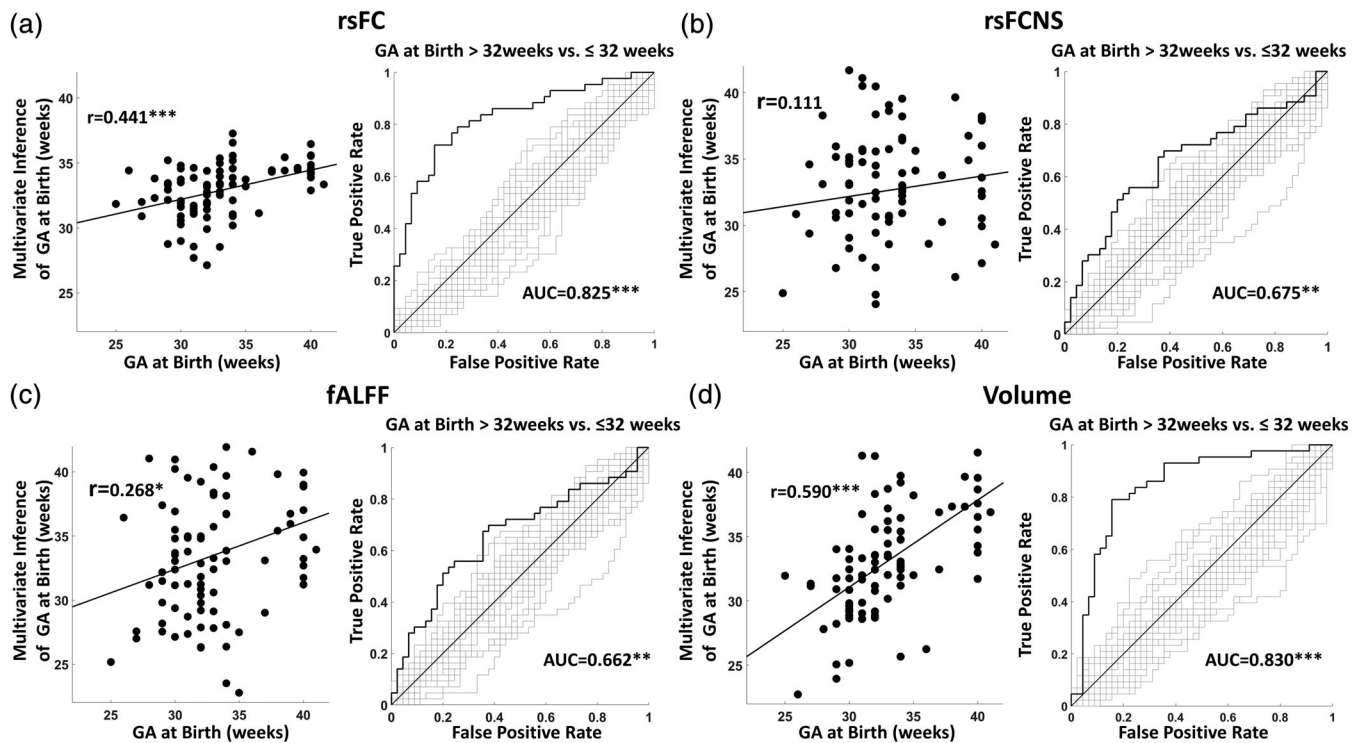 (a)
rsFC
GA at Birth > 32weeks vs. ≤ 32 weeks
r=0.441***
Multivariate Inference
of GA at Birth (weeks)
40
35
30
25
25 30 35 40
GA at Birth (weeks)
True Positive Rate
1
0.8
0.6
0.4
0.2
0
0 0.2 0.4 0.6 0.8 1
AUC=0.825***
False Positive Rate
(b)
rsFCNS
GA at Birth > 32weeks vs. ≤32 weeks
r=0.111
Multivariate Inference
of GA at Birth (weeks)
40
35
30
25
25 30 35 40
GA at Birth (weeks)
True Positive Rate
1
0.8
0.6
0.4
0.2
0
0 0.2 0.4 0.6 0.8 1
AUC=0.675**
False Positive Rate
(c)
fALFF
GA at Birth > 32weeks vs. ≤32 weeks
r=0.268*
Multivariate Inference
of GA at Birth (weeks)
40
35
30
25
25 30 35 40
GA at Birth (weeks)
True Positive Rate
1
0.8
0.6
0.4
0.2
0
0 0.2 0.4 0.6 0.8 1
AUC=0.662**
False Positive Rate
(d)
Volume
GA at Birth > 32weeks vs. ≤ 32 weeks
r=0.590***
Multivariate Inference
of GA at Birth (weeks)
40
35
30
25
25 30 35 40
GA at Birth (weeks)
True Positive Rate
1
0.8
0.6
0.4
0.2
0
0 0.2 0.4 0.6 0.8 1
AUC=0.830***
False Positive Rate